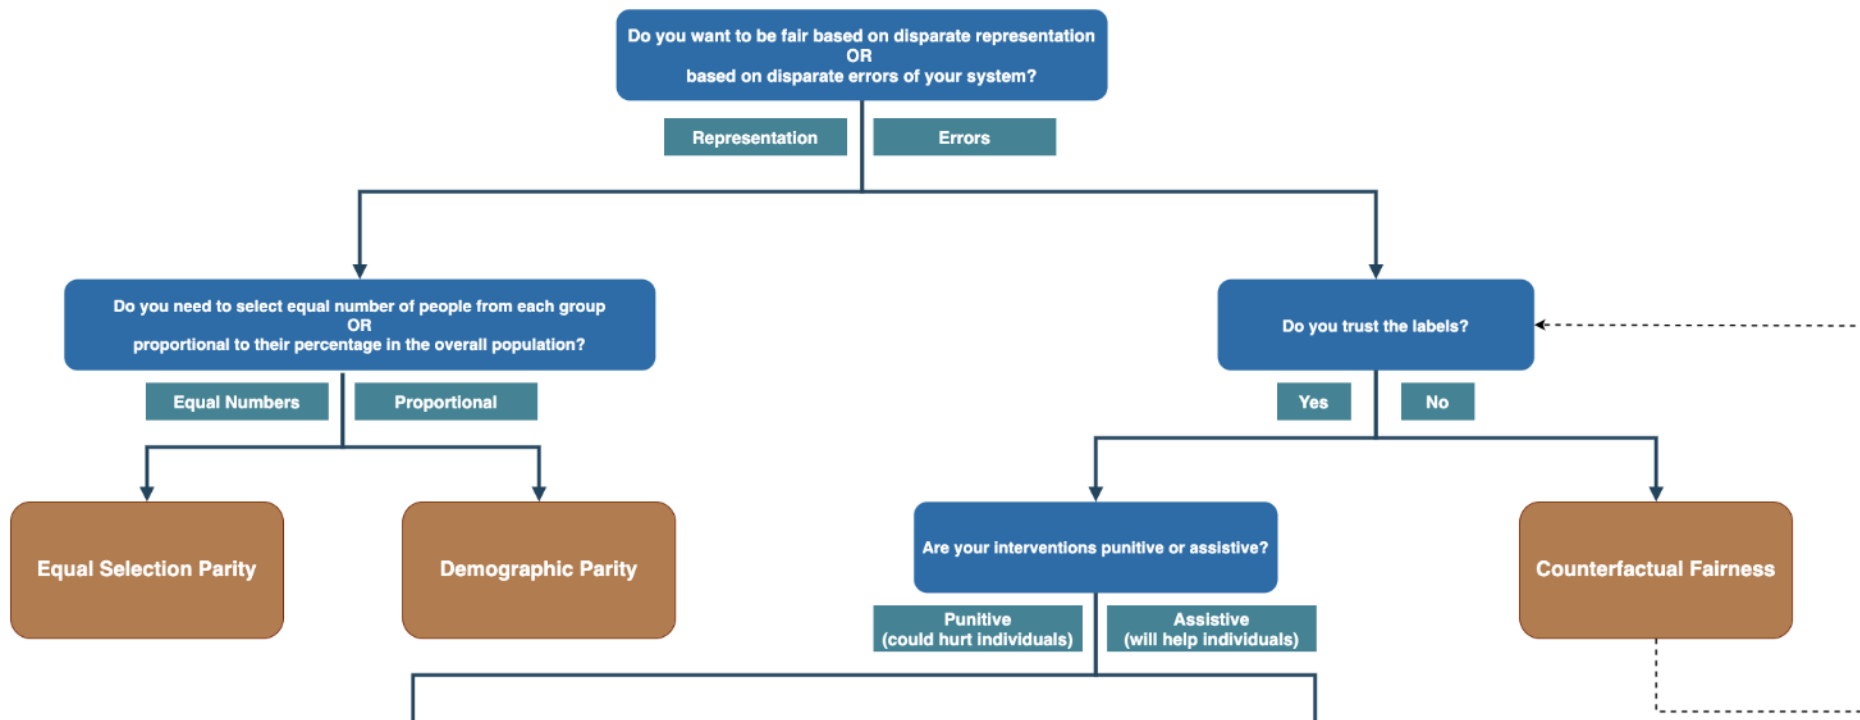 Do you want to be fair based on disparate representation
OR
based on disparate errors of your system?
Representation
Errors
Do you need to select equal number of people from each group
OR
proportional to their percentage in the overall population?
Do you trust the labels?
Equal Numbers
Proportional
Yes
No
Equal Selection Parity
Demographic Parity
Are your interventions punitive or assistive?
Counterfactual Fairness
Punitive
(could hurt individuals)
Assistive
(will help individuals)